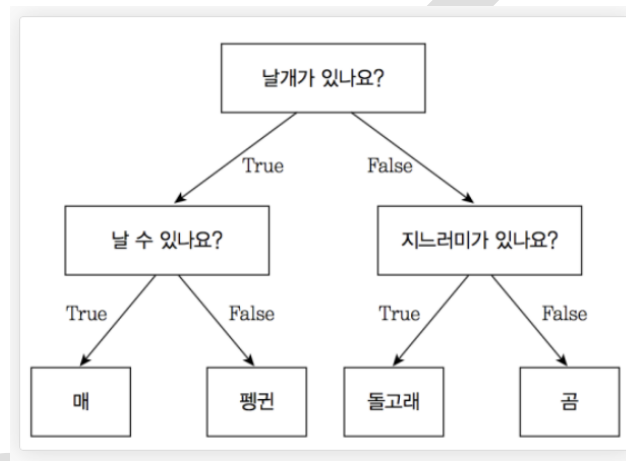 날개가 있나요?
True
False
날 수 있나요?
지느러미가 있나요?
True
False
True
False
매
펭귄
돌고래
곰